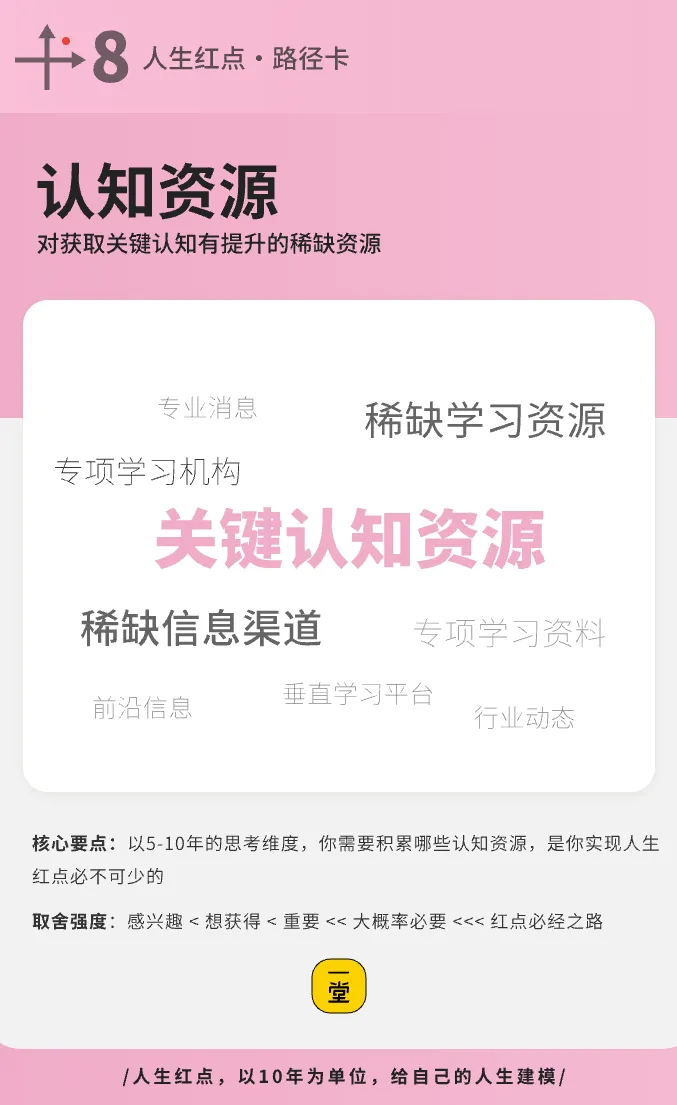 8 人生红点·路径卡
认知资源
对获取关键认知有提升的稀缺资源
专业消息
稀缺学习资源
专项学习机构
关键认知资源
稀缺信息渠道
专项学习资料
前沿信息
垂直学习平台
行业动态
核心要点：以5-10年的思考维度，你需要积累哪些认知资源，是你实现人生
红点必不可少的
取舍强度：感兴趣 < 想获得 < 重要 << 大概率必要 <<< 红点必经之路
一堂
/人生红点，以10年为单位，给自己的人生建模/